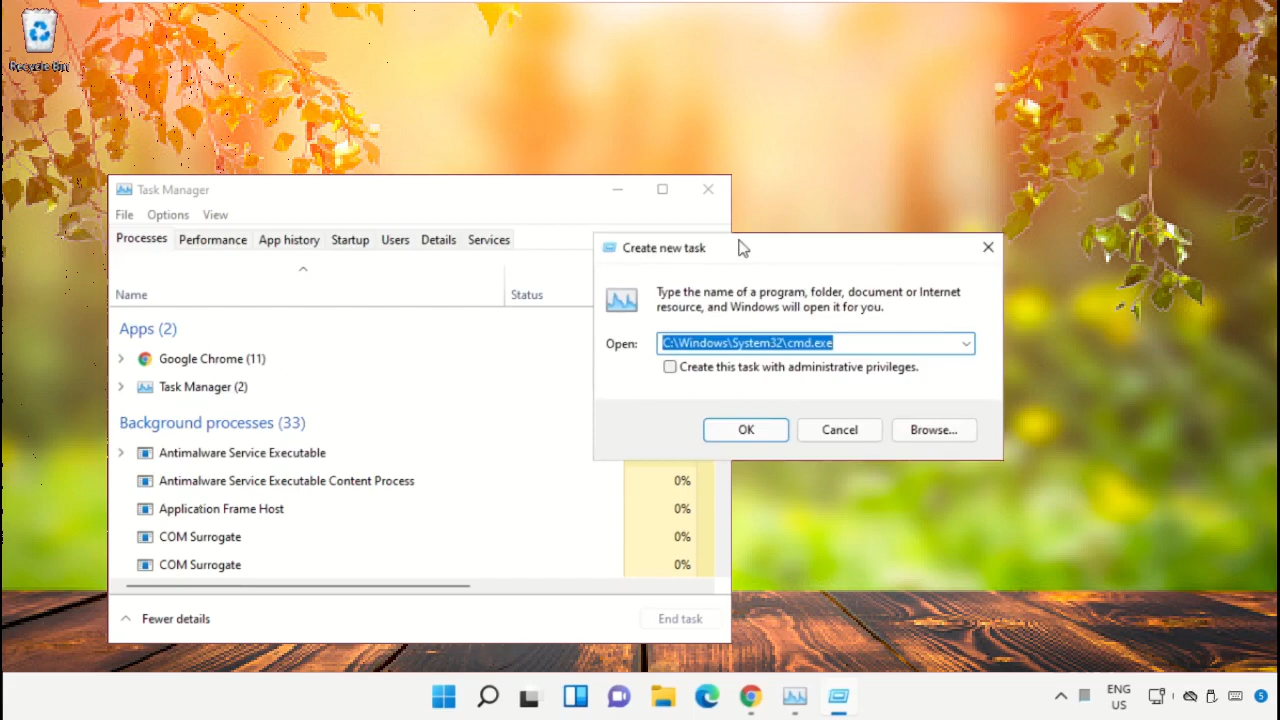 Recycle Bin
Task Manager
File Options View
Processes Performance App history Startup Users Details Services
Name Status
Apps (2)
Google Chrome (11)
Task Manager (2)
Background processes (33)
Antimalware Service Executable
Antimalware Service Executable Content Process 0%
Application Frame Host 0%
COM Surrogate 0%
COM Surrogate 0%
Fewer details End task
Create new task
Type the name of a program, folder, document or Internet
resource, and Windows will open it for you.
Open: C:\Windows\System32\cmd.exe
Create this task with administrative privileges.
OK Cancel Browse...
ENG
US
5